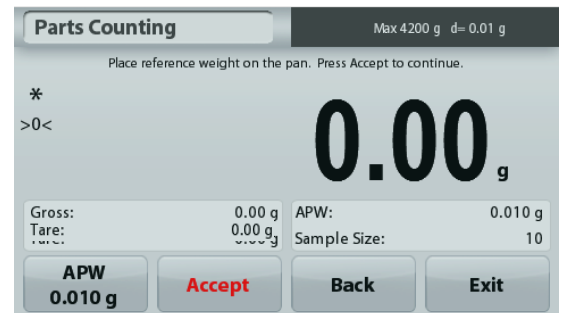 Parts Counting
Max 4200 g d= 0.01 g
Place reference weight on the pan. Press Accept to continue.
*
>0<
0.00 g
Gross: 0.00 g
Tare: 0.00 g
APW: 0.010 g
Sample Size: 10
APW
0.010 g
Accept
Back
Exit